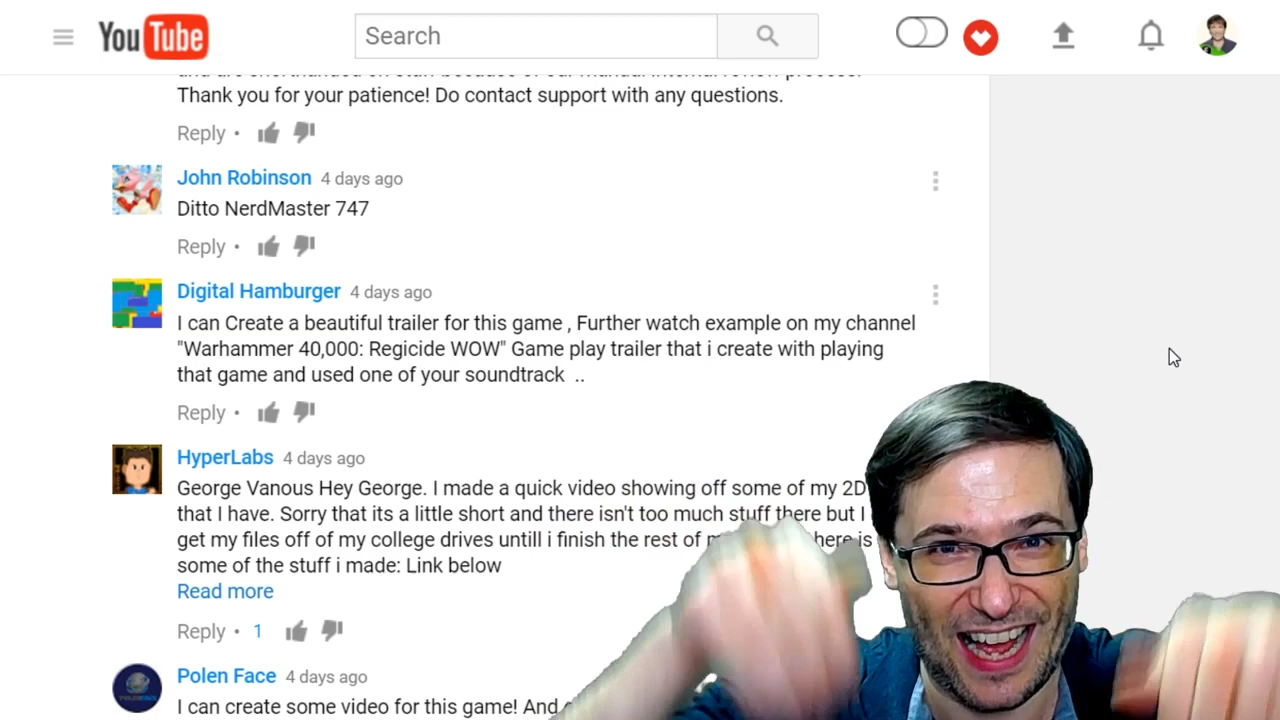 YouTube
Search
Thank you for your patience! Do contact support with any questions.
Reply •
John Robinson 4 days ago
Ditto NerdMaster 747
Reply •
Digital Hamburger 4 days ago
I can Create a beautiful trailer for this game , Further watch example on my channel
"Warhammer 40,000: Regicide WOW" Game play trailer that i create with playing
that game and used one of your soundtrack ..
Reply •
HyperLabs 4 days ago
George Vanous Hey George. I made a quick video showing off some of my 2D
that I have. Sorry that its a little short and there isn't too much stuff there but I
get my files off of my college drives untill i finish the rest of here is
some of the stuff i made: Link below
Read more
Reply • 1
Polen Face 4 days ago
I can create some video for this game! And